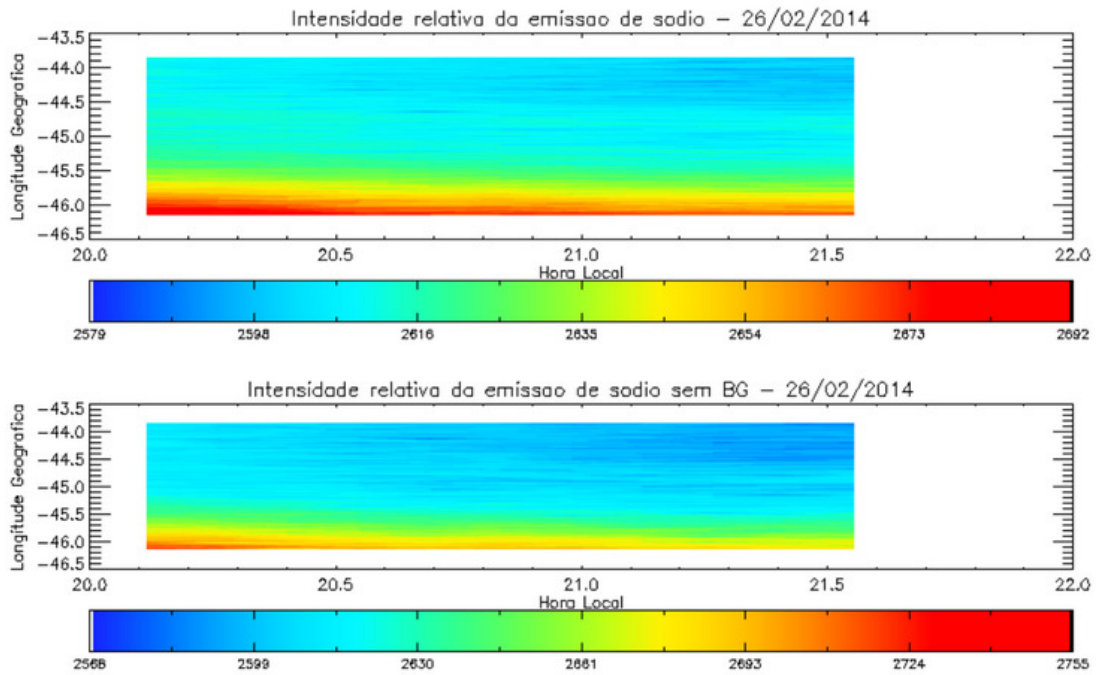 Intensidade relativa da emissao de sodio - 26/02/2014
Longitude Geografica
-43.5
-44.0
-44.5
-45.0
-45.5
-46.0
-46.5
20.0 20.5 21.0 21.5 22.0
Hora Local
2579 2598 2616 2635 2654 2673 2692
Intensidade relativa da emissao de sodio sem BG - 26/02/2014
Longitude Geografica
-43.5
-44.0
-44.5
-45.0
-45.5
-46.0
-46.5
20.0 20.5 21.0 21.5 22.0
Hora Local
2568 2599 2630 2661 2693 2724 2755